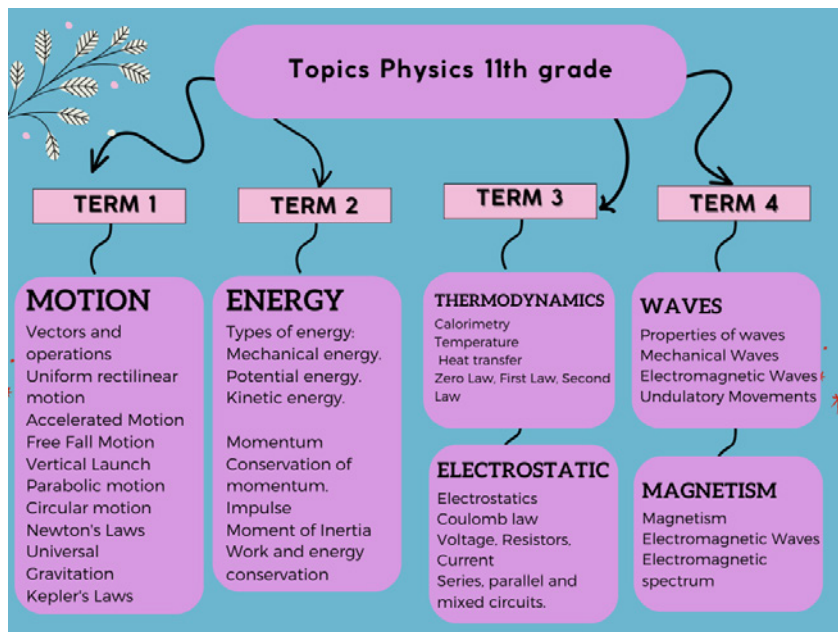 Topics Physics 11th grade
TERM 1
MOTION
Vectors and
operations
Uniform rectilinear
motion
Accelerated Motion
Free Fall Motion
Vertical Launch
Parabolic motion
Circular motion
Newton's Laws
Universal
Gravitation
Kepler's Laws
TERM 2
ENERGY
Types of energy:
Mechanical energy.
Potential energy.
Kinetic energy.
Momentum
Conservation of
momentum.
Impulse
Moment of Inertia
Work and energy
conservation
TERM 3
THERMODYNAMICS
Calorimetry
Temperature
Heat transfer
Zero Law, First Law, Second
Law
ELECTROSTATIC
Electrostatics
Coulomb law
Voltage, Resistors,
Current
Series, parallel and
mixed circuits.
TERM 4
WAVES
Properties of waves
Mechanical Waves
Electromagnetic Waves
Undulatory Movements
MAGNETISM
Magnetism
Electromagnetic Waves
Electromagnetic
spectrum